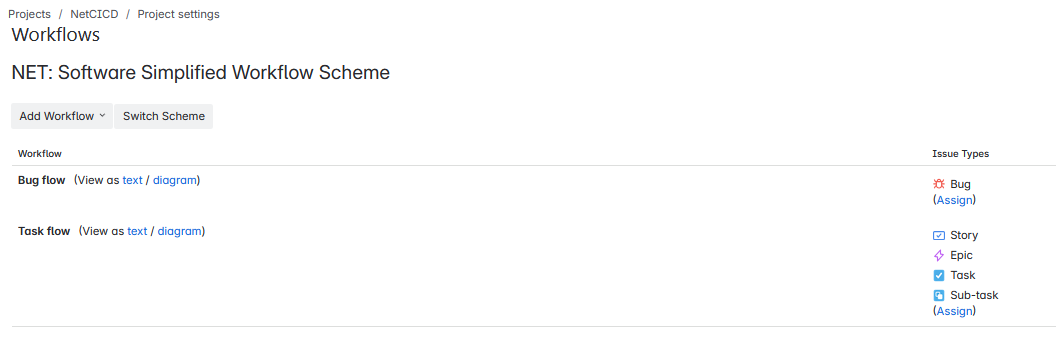 Projects / NetCICD / Project settings
Workflows
NET: Software Simplified Workflow Scheme
Add Workflow Switch Scheme
Workflow Issue Types
Bug flow (View as text / diagram) Bug
(Assign)
Task flow (View as text / diagram) Story
Epic
Task
Sub-task
(Assign)